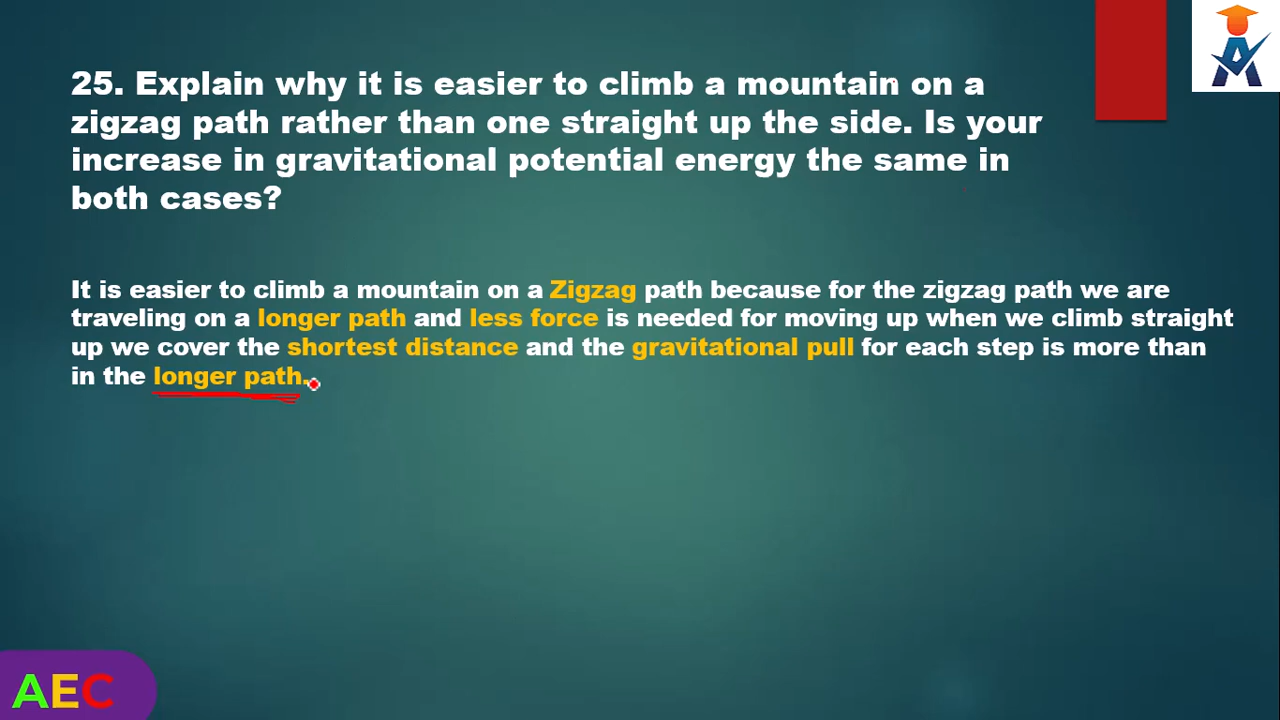 25. Explain why it is easier to climb a mountain on a
zigzag path rather than one straight up the side. Is your
increase in gravitational potential energy the same in
both cases?
It is easier to climb a mountain on a Zigzag path because for the zigzag path we are
traveling on a longer path and less force is needed for moving up when we climb straight
up we cover the shortest distance and the gravitational pull for each step is more than
in the longer path.
AEC